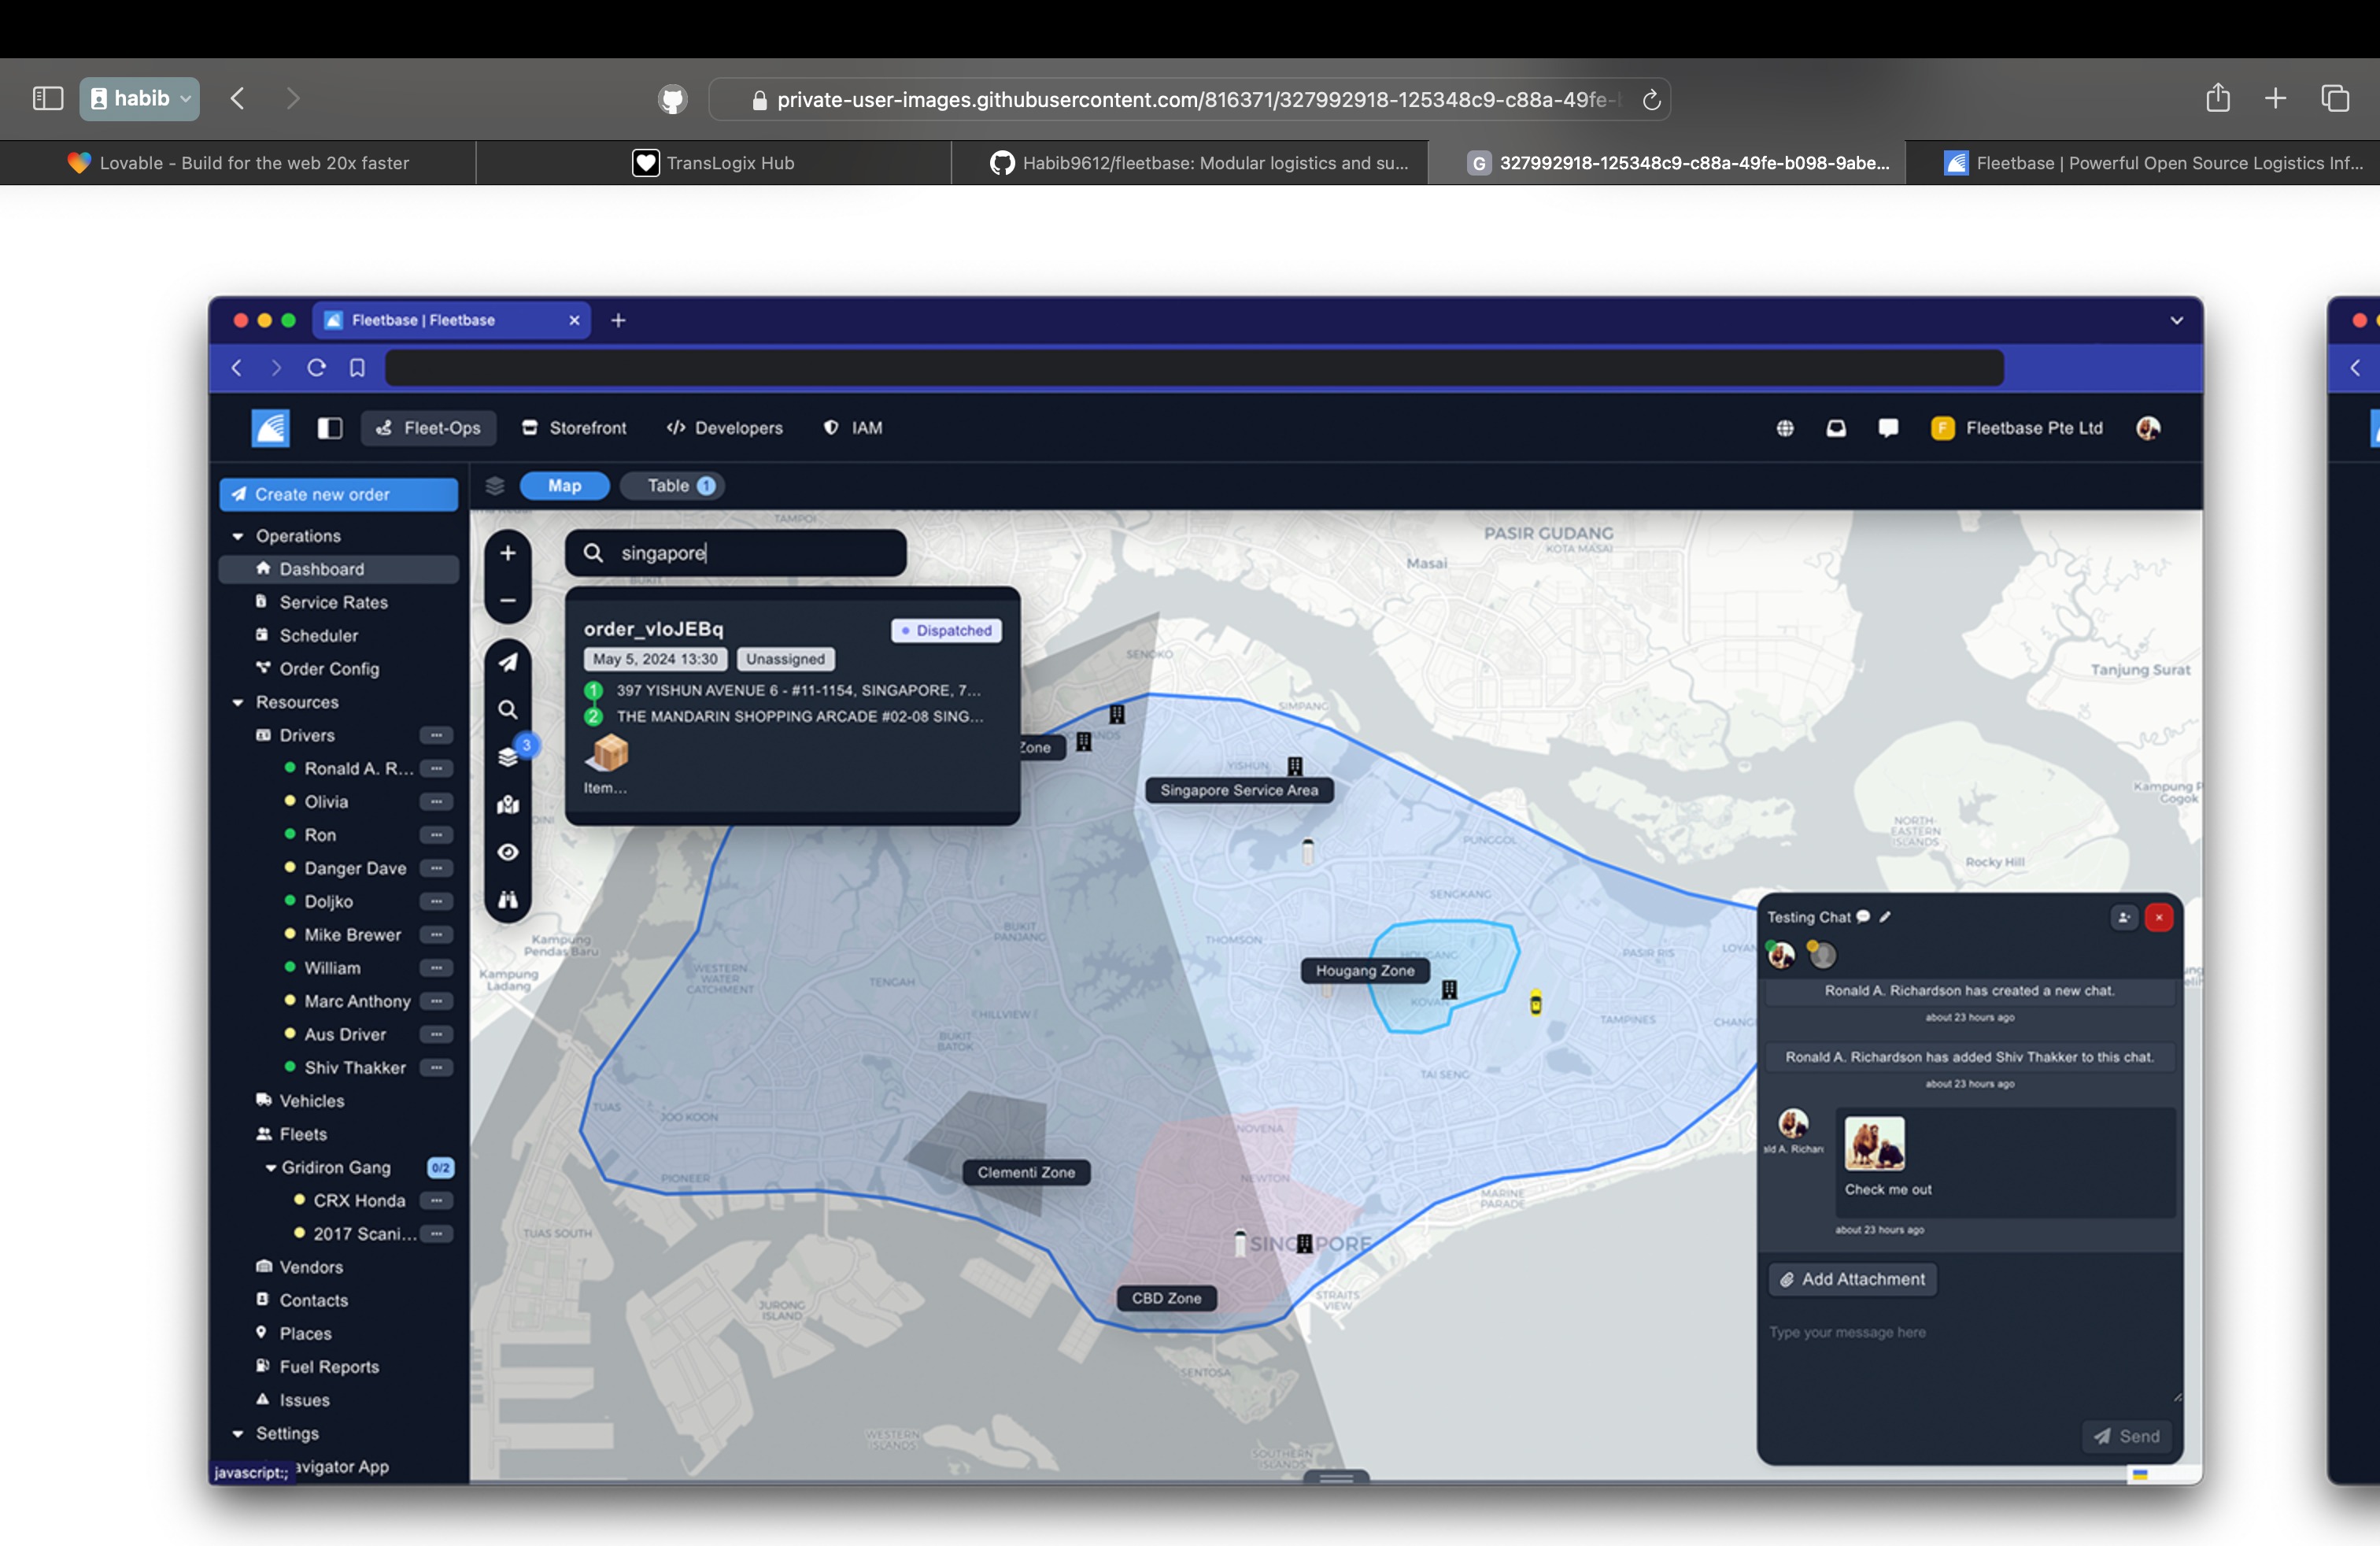 habib
private-user-images.githubusercontent.com/816371/327992918-125348c9-c88a-49fe-
Lovable - Build for the web 20x faster
TransLogix Hub
Habib9612/fleetbase: Modular logistics and su...
G 327992918-125348c9-c88a-49fe-b098-9abe...
Fleetbase | Powerful Open Source Logistics Inf...
Fleetbase | Fleetbase
Fleet-Ops
Storefront
Developers
IAM
F Fleetbase Pte Ltd
Create new order
Operations
Dashboard
Service Rates
Scheduler
Order Config
Resources
Drivers
Ronald A. R...
Olivia
Ron
Danger Dave
Doljko
Mike Brewer
William
Marc Anthony
Aus Driver
Shiv Thakker
Vehicles
Fleets
Gridiron Gang 0/2
CRX Honda
2017 Scani...
Vendors
Contacts
Places
Fuel Reports
Issues
Settings
avigator App
javascript:;
Map
Table 1
singapore
3
order_vloJEBq
Dispatched
May 5, 2024 13:30
Unassigned
1 397 YISHUN AVENUE 6 - #11-1154, SINGAPORE, 7...
2 THE MANDARIN SHOPPING ARCADE #02-08 SING...
Item...
TAMPOI
PASIR GUDANG
KOTA MASAI
Masai
BUKIT
Tanjung Surat
SENOKO
SIMPANG
Zone
YISHUN
Singapore Service Area
Kampung
Gogok
NORTH-
EASTERN
ISLANDS
Rocky Hill
PUNGGOL
SENGKANG
Kampung
Pendas Baru
Kampung
Ladang
BUKIT
PANJANG
THOMSON
HOUGANG
PASIR RIS
LOYAN
Hougang Zone
WESTERN
WATER
CATCHMENT
TENGAH
KOVAN
HILLVIEW
BUKIT
BATOK
TAMPINES
CHANG
TAI SENG
TUAS
JOO KOON
NOVENA
Clementi Zone
PIONEER
NEWTON
MARINE
PARADE
TUAS SOUTH
SINGAPORE
CBD Zone
STRAITS
VIEW
JURONG
ISLAND
SENTOSA
WESTERN
ISLANDS
SOUTHERN
ISLANDS
Testing Chat
Ronald A. Richardson has created a new chat.
about 23 hours ago
Ronald A. Richardson has added Shiv Thakker to this chat.
about 23 hours ago
ald A. Richar
Check me out
about 23 hours ago
Add Attachment
Type your message here
Send